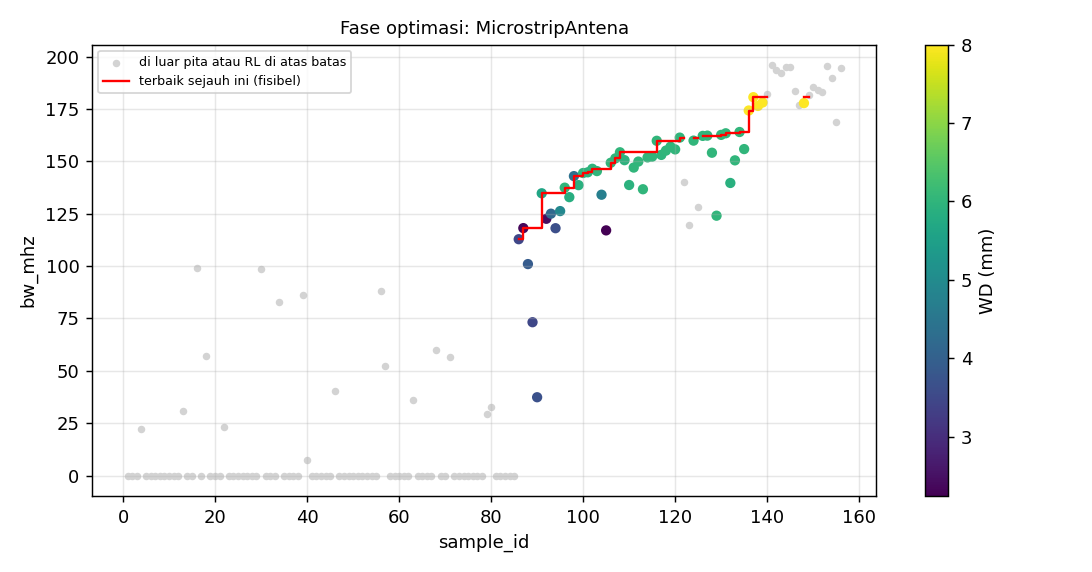 Fase optimasi: MicrostripAntena
di luar pita atau RL di atas batas
terbaik sejauh ini (fisibel)
bw_mhz
200
175
150
125
100
75
50
25
0
0 20 40 60 80 100 120 140 160
sample_id
8
7
6
5
4
3
WD (mm)